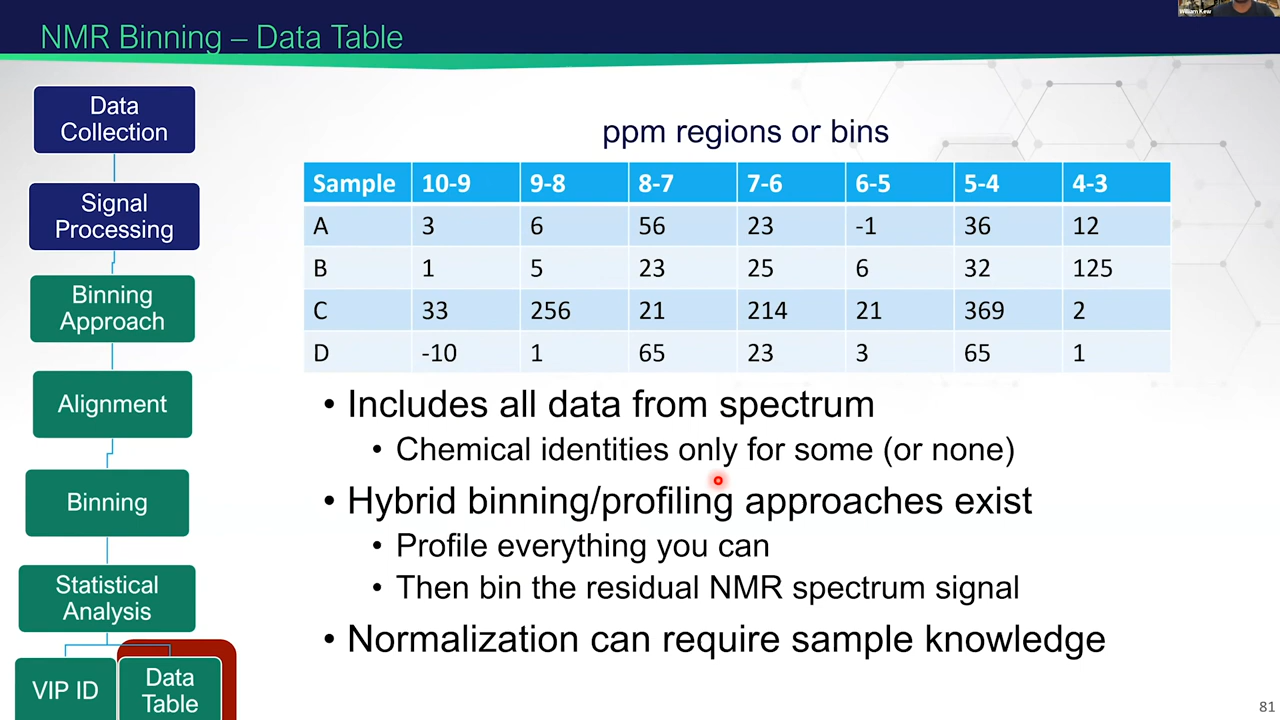 William Kew
NMR Binning – Data Table
Data
Collection
Signal
Processing
Binning
Approach
Alignment
Binning
Statistical
Analysis
VIP ID
Data
Table
ppm regions or bins
Sample 10-9 9-8 8-7 7-6 6-5 5-4 4-3
A 3 6 56 23 -1 36 12
B 1 5 23 25 6 32 125
C 33 256 21 214 21 369 2
D -10 1 65 23 3 65 1
• Includes all data from spectrum
• Chemical identities only for some (or none)
• Hybrid binning/profiling approaches exist
• Profile everything you can
• Then bin the residual NMR spectrum signal
• Normalization can require sample knowledge
81